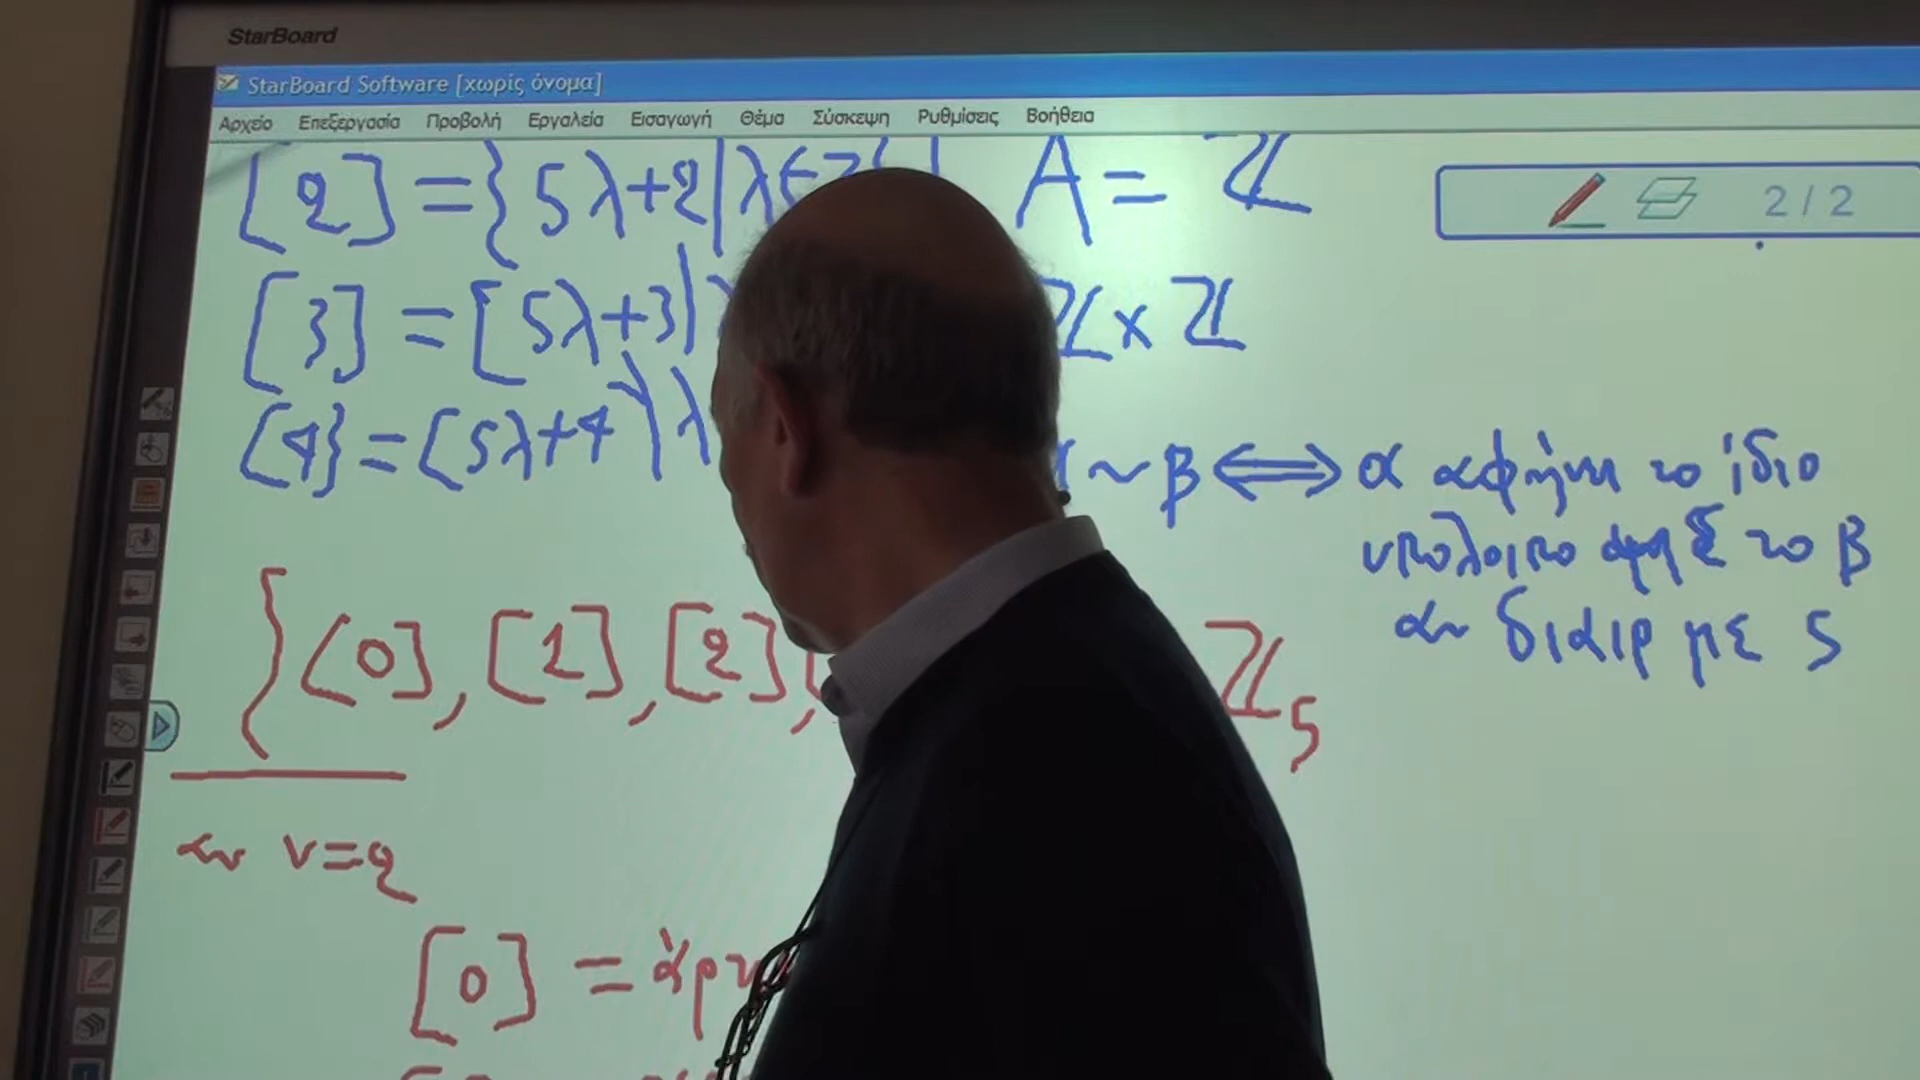 StarBoard
StarBoard Software [χωρίς όνομα]
Αρχείο Επεξεργασία Προβολή Εργαλεία Εισαγωγή Θέμα Σύσκεψη Ρυθμίσεις Βοήθεια
2 / 2
[2] = { 5λ+2 | λ∈Z
A = ℤ
[3] = [5λ+3|
ℤ x ℤ
[4} = [5λ+4 | λ
~ β ⟺ α αφήνει το ίδιο
υπολοιπο με το β
αν διαιρ με 5
{ [0], [1], [2],
ℤ5
αν ν=2
[0] = άρτ